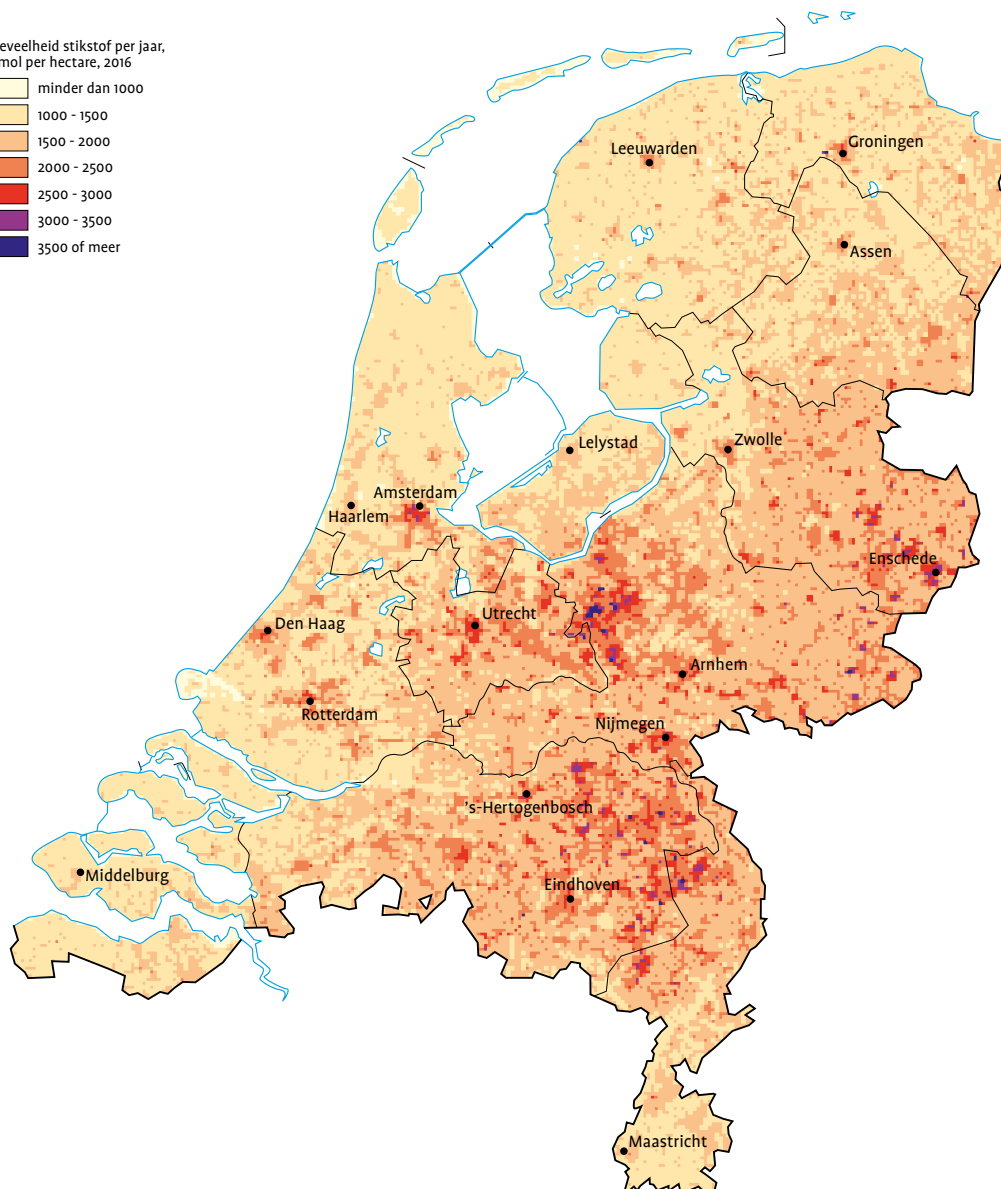 eveelheid stikstof per jaar,
mol per hectare, 2016
minder dan 1000
1000 - 1500
1500 - 2000
2000 - 2500
2500 - 3000
3000 - 3500
3500 of meer
Leeuwarden
Groningen
Assen
Zwolle
Lelystad
Amsterdam
Haarlem
Enschede
Utrecht
Den Haag
Arnhem
Rotterdam
Nijmegen
's-Hertogenbosch
Middelburg
Eindhoven
Maastricht